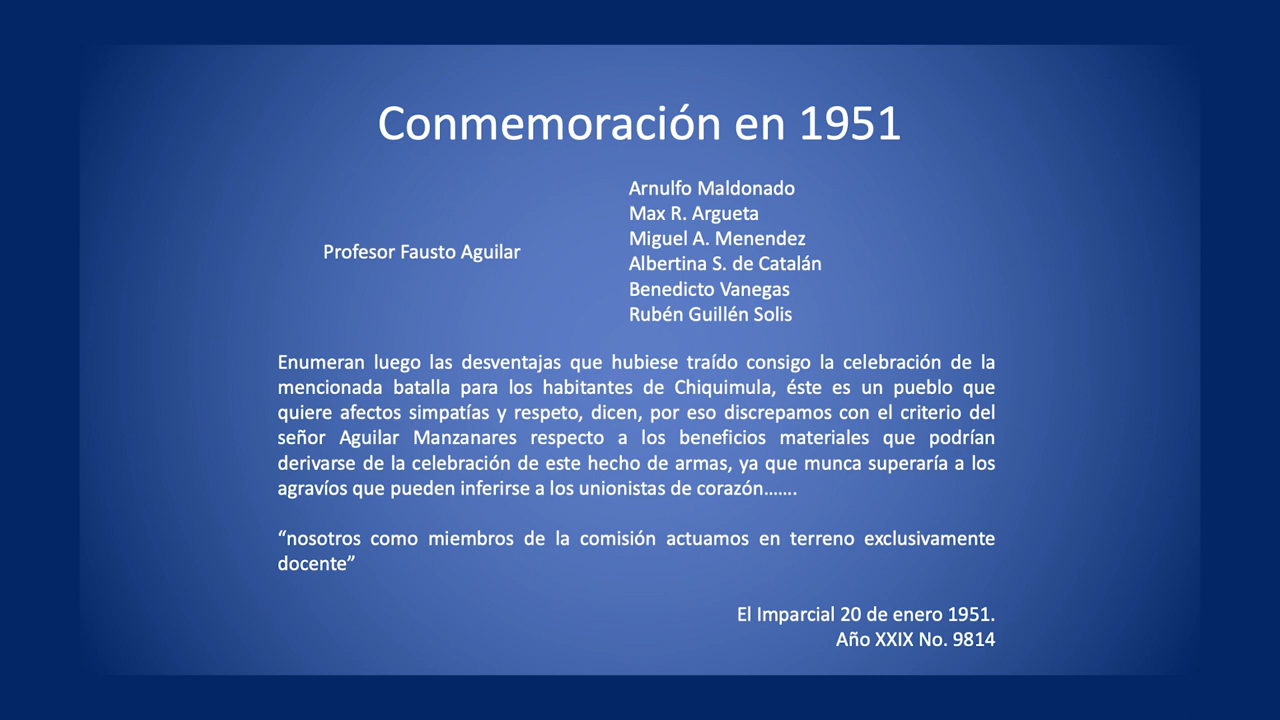 Conmemoración en 1951
Profesor Fausto Aguilar
Arnulfo Maldonado
Max R. Argueta
Miguel A. Menendez
Albertina S. de Catalán
Benedicto Vanegas
Rubén Guillén Solis
Enumeran luego las desventajas que hubiese traído consigo la celebración de la
mencionada batalla para los habitantes de Chiquimula, éste es un pueblo que
quiere afectos simpatías y respeto, dicen, por eso discrepamos con el criterio del
señor Aguilar Manzanares respecto a los beneficios materiales que podrían
derivarse de la celebración de este hecho de armas, ya que munca superaría a los
agravíos que pueden inferirse a los unionistas de corazón…….
“nosotros como miembros de la comisión actuamos en terreno exclusivamente
docente”
El Imparcial 20 de enero 1951.
Año XXIX No. 9814